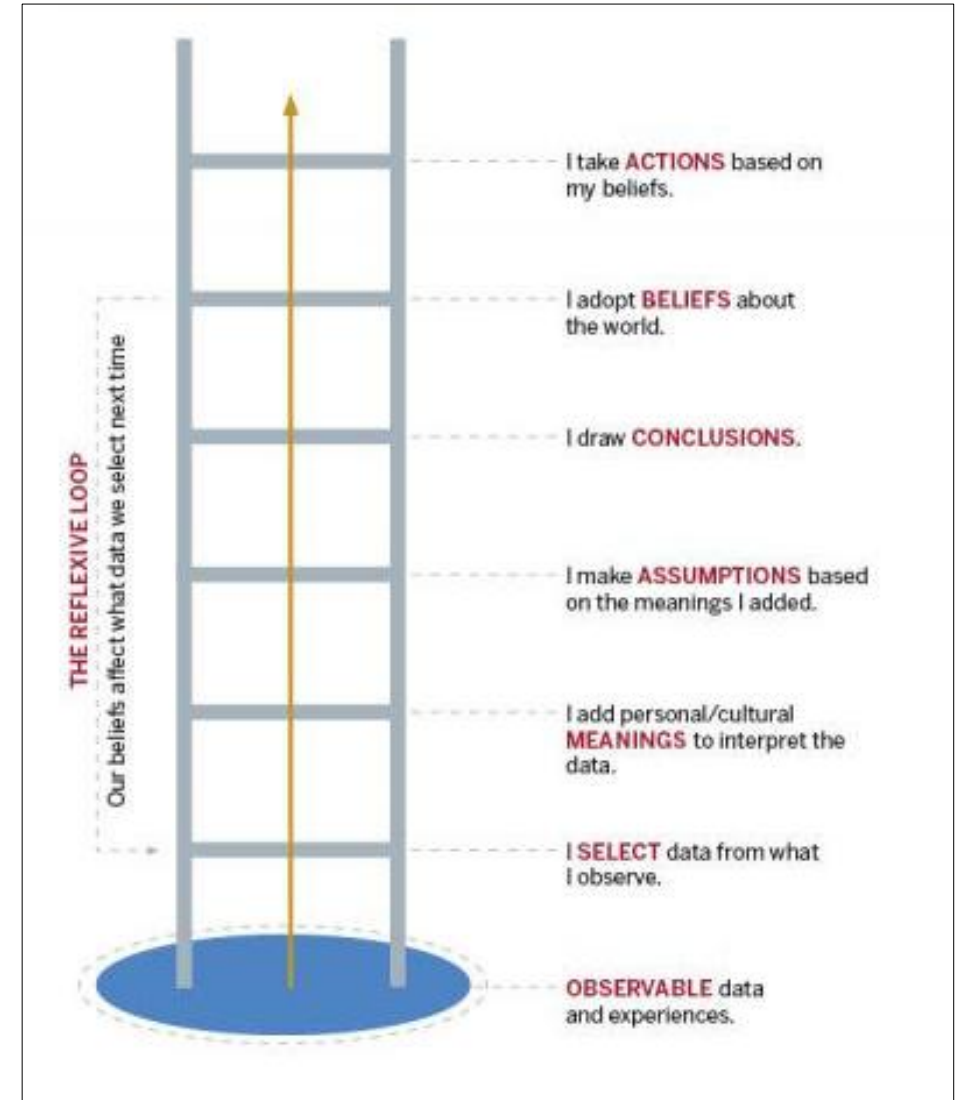 I take ACTIONS based on
my beliefs.
I adopt BELIEFS about
the world.
I draw CONCLUSIONS.
I make ASSUMPTIONS based
on the meanings I added.
I add personal/cultural
MEANINGS to interpret the
data.
I SELECT data from what
I observe.
OBSERVABLE data
and experiences.
THE REFLEXIVE LOOP
Our beliefs affect what data we select next time